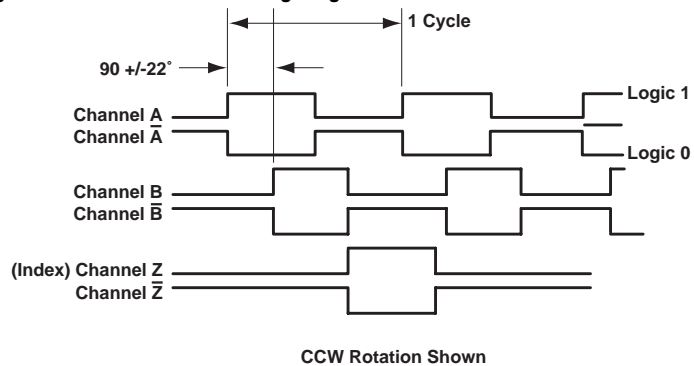 1 Cycle
90 +/-22°
Logic 1
Channel A
Channel A̅
Logic 0
Channel B
Channel B̅
(Index) Channel Z
Channel Z̅
CCW Rotation Shown